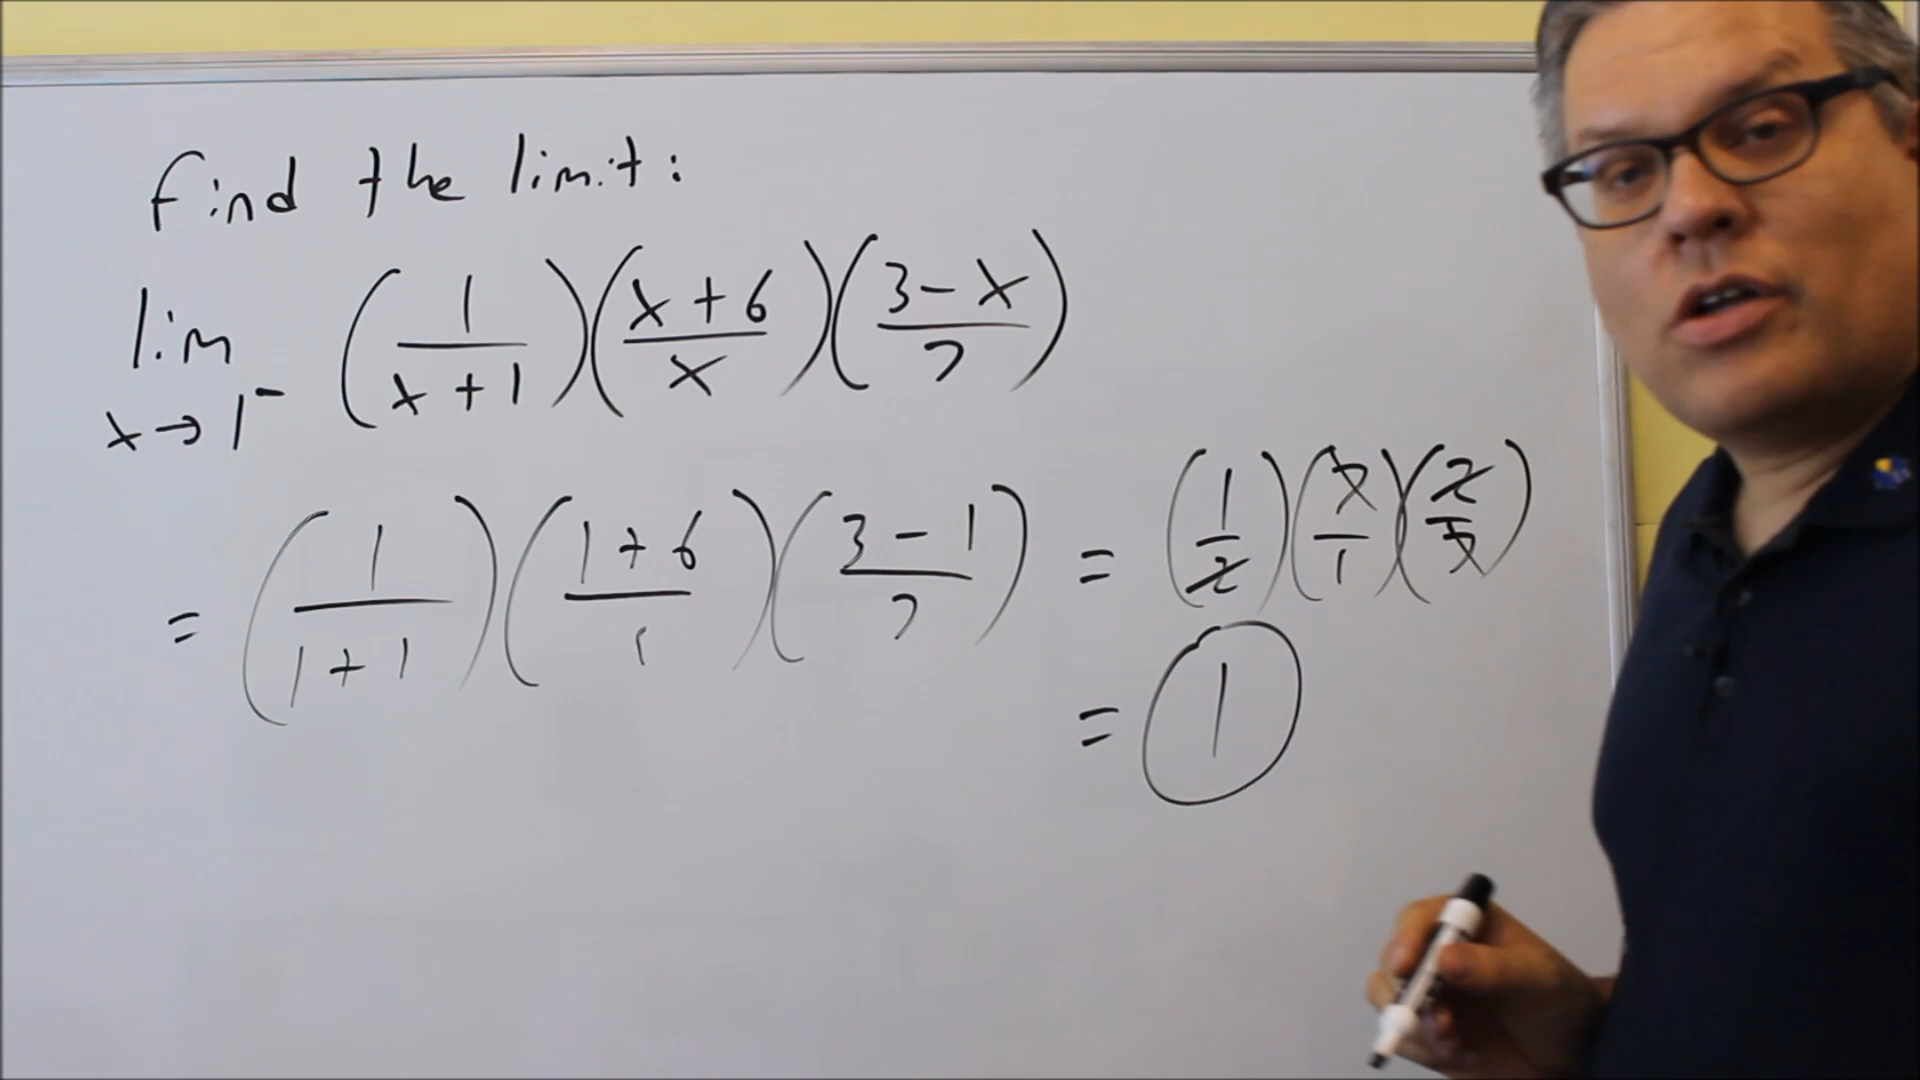 Find the limit:
lim x→1⁻ (1/(x+1))((x+6)/x)((3-x)/7)
= (1/(1+1))((1+6)/1)((3-1)/7) = (1/2)(7/1)(2/7)
= 1